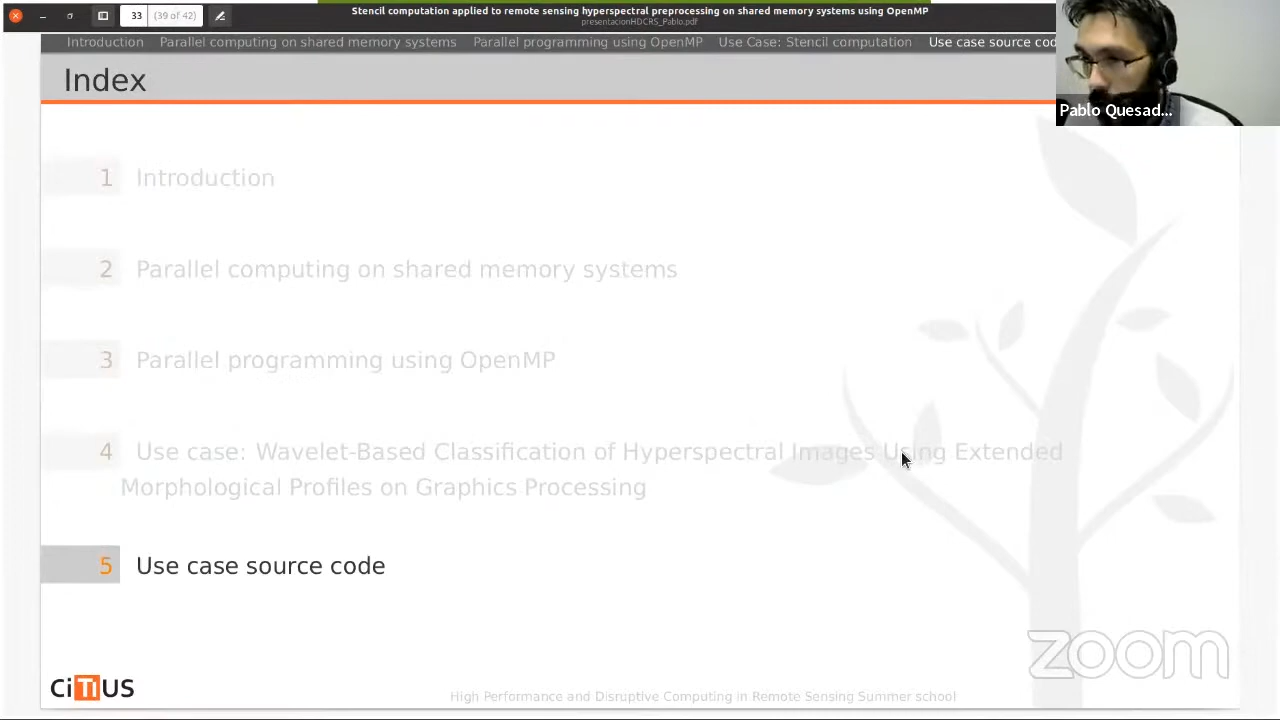 Stencil computation applied to remote sensing hyperspectral preprocessing on shared memory systems using OpenMP
33 (39 of 42)
presentacionHDCRS_Pablo.pdf
Introduction Parallel computing on shared memory systems Parallel programming using OpenMP Use Case: Stencil computation Use case source cod
Index
Pablo Quesad...
1 Introduction
2 Parallel computing on shared memory systems
3 Parallel programming using OpenMP
4 Use case: Wavelet-Based Classification of Hyperspectral Images Using Extended
Morphological Profiles on Graphics Processing
5 Use case source code
zoom
CiTIUS
High Performance and Disruptive Computing in Remote Sensing Summer school